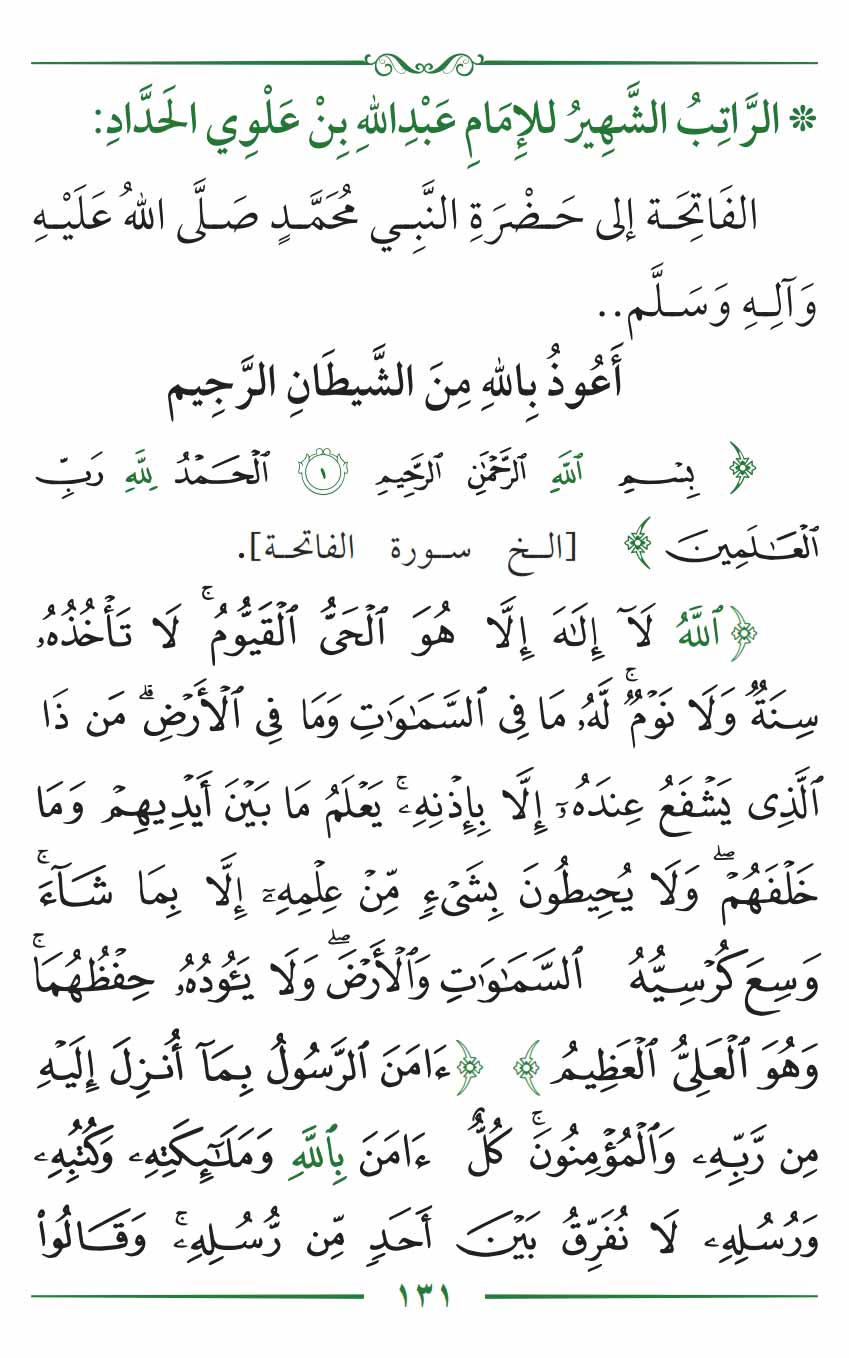 ❊ الرَّاتِبُ الشَّهِيرُ للإِمَامِ عَبْدِاللهِ بِنْ عَلْوِي الحَدَّادِ:
الفَاتِحَة إلى حَضْرَةِ النَّبِي مُحَمَّدٍ صَلَّى اللهُ عَلَيْهِ
وَآلِهِ وَسَلَّم..
أَعُوذُ بِاللهِ مِنَ الشَّيطَانِ الرَّجِيم
﴿ بِسْمِ ٱللَّهِ ٱلرَّحْمَٰنِ ٱلرَّحِيمِ ١ ٱلْحَمْدُ لِلَّهِ رَبِّ
ٱلْعَٰلَمِينَ ﴾ [الخ سورة الفاتحة].
﴿ ٱللَّهُ لَآ إِلَٰهَ إِلَّا هُوَ ٱلْحَىُّ ٱلْقَيُّومُ ۚ لَا تَأْخُذُهُۥ
سِنَةٌ وَلَا نَوْمٌ ۚ لَّهُۥ مَا فِى ٱلسَّمَٰوَٰتِ وَمَا فِى ٱلْأَرْضِ ۗ مَن ذَا
ٱلَّذِى يَشْفَعُ عِندَهُۥٓ إِلَّا بِإِذْنِهِۦ ۚ يَعْلَمُ مَا بَيْنَ أَيْدِيهِمْ وَمَا
خَلْفَهُمْ ۖ وَلَا يُحِيطُونَ بِشَىْءٍ مِّنْ عِلْمِهِۦٓ إِلَّا بِمَا شَآءَ ۚ
وَسِعَ كُرْسِيُّهُ ٱلسَّمَٰوَٰتِ وَٱلْأَرْضَ ۖ وَلَا يَـُٔودُهُۥ حِفْظُهُمَا ۚ
وَهُوَ ٱلْعَلِىُّ ٱلْعَظِيمُ ﴾ ﴿ ءَامَنَ ٱلرَّسُولُ بِمَآ أُنزِلَ إِلَيْهِ
مِن رَّبِّهِۦ وَٱلْمُؤْمِنُونَ ۚ كُلٌّ ءَامَنَ بِٱللَّهِ وَمَلَٰٓئِكَتِهِۦ وَكُتُبِهِۦ
وَرُسُلِهِۦ لَا نُفَرِّقُ بَيْنَ أَحَدٍ مِّن رُّسُلِهِۦ ۚ وَقَالُوا۟
١٣١